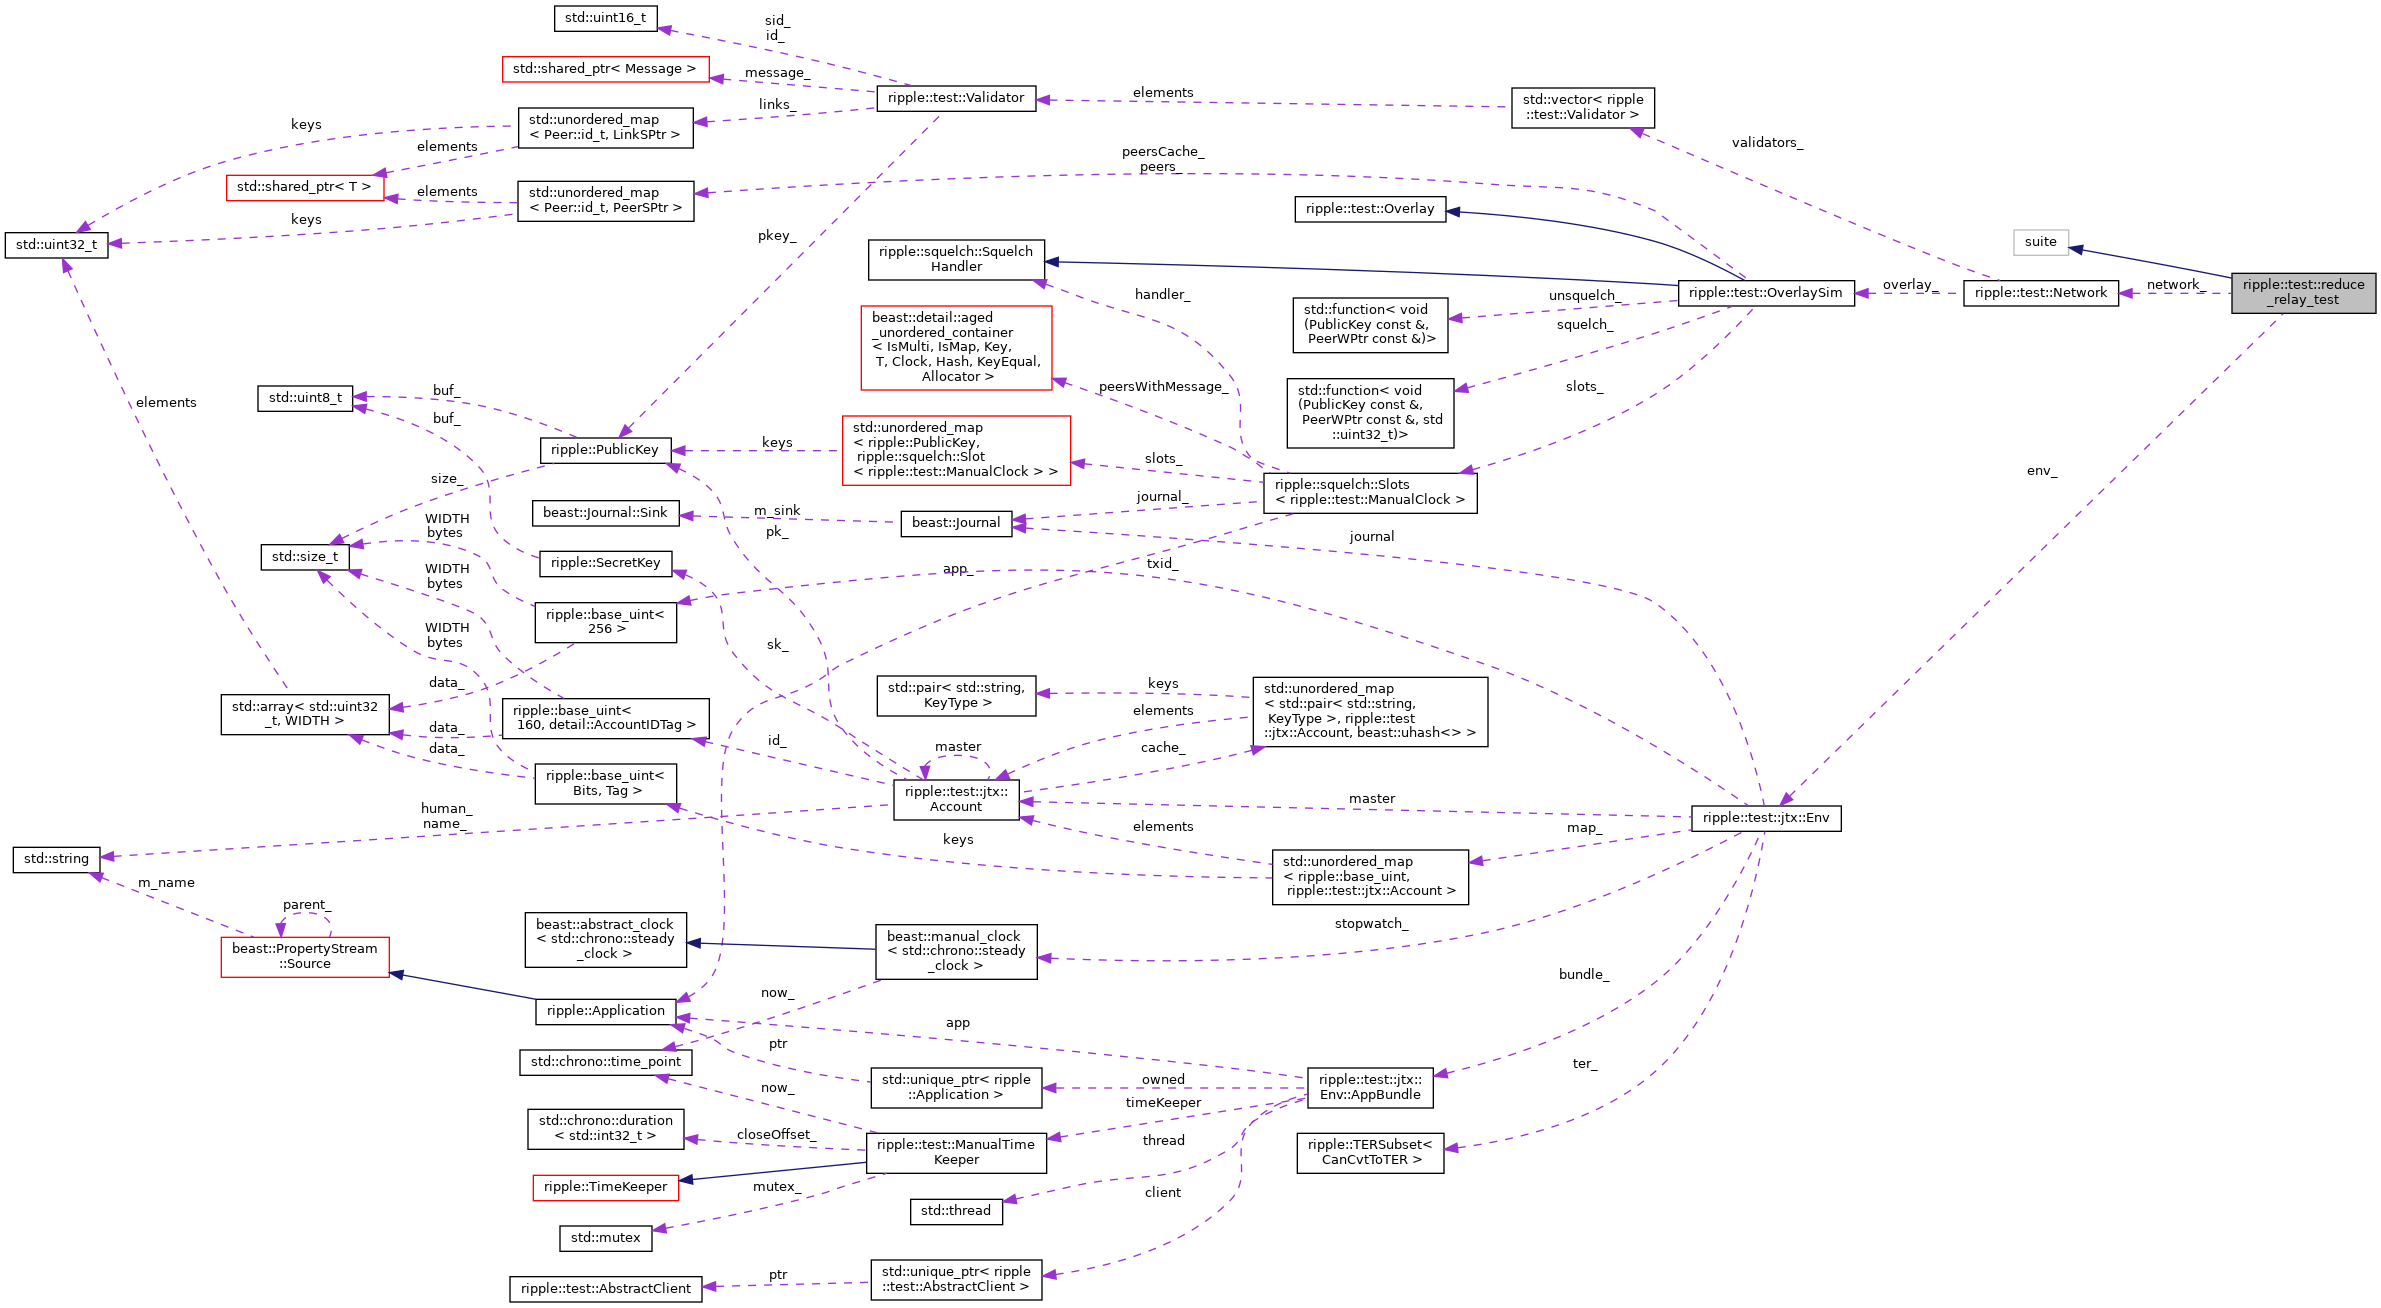 std::uint16_t
sid_
id_
std::shared_ptr< Message >
message_
ripple::test::Validator
elements
std::vector< ripple
::test::Validator >
links_
std::unordered_map
< Peer::id_t, LinkSPtr >
keys
elements
validators_
peersCache_
peers_
std::shared_ptr< T >
elements
std::unordered_map
< Peer::id_t, PeerSPtr >
keys
ripple::test::Overlay
std::uint32_t
pkey_
ripple::squelch::Squelch
Handler
suite
handler_
unsquelch_
ripple::test::OverlaySim
overlay_
ripple::test::Network
network_
ripple::test::reduce
_relay_test
std::function< void
(PublicKey const &,
PeerWPtr const &)>
squelch_
beast::detail::aged
_unordered_container
< IsMulti, IsMap, Key,
T, Clock, Hash, KeyEqual,
Allocator >
peersWithMessage_
slots_
std::function< void
(PublicKey const &,
PeerWPtr const &, std
::uint32_t)>
std::uint8_t
buf_
buf_
elements
ripple::PublicKey
keys
std::unordered_map
< ripple::PublicKey,
ripple::squelch::Slot
< ripple::test::ManualClock > >
slots_
env_
size_
ripple::squelch::Slots
< ripple::test::ManualClock >
journal_
beast::Journal::Sink
m_sink
beast::Journal
pk_
journal
WIDTH
bytes
std::size_t
ripple::SecretKey
app_
txid_
WIDTH
bytes
ripple::base_uint<
256 >
WIDTH
bytes
sk_
data_
std::array< std::uint32
_t, WIDTH >
ripple::base_uint<
160, detail::AccountIDTag >
data_
data_
std::pair< std::string,
KeyType >
keys
elements
cache_
std::unordered_map
< std::pair< std::string,
KeyType >, ripple::test
::jtx::Account, beast::uhash<> >
id_
master
ripple::base_uint<
Bits, Tag >
ripple::test::jtx::
Account
master
ripple::test::jtx::Env
human_
name_
elements
keys
map_
std::string
std::unordered_map
< ripple::base_uint,
ripple::test::jtx::Account >
m_name
parent_
beast::PropertyStream
::Source
beast::abstract_clock
< std::chrono::steady
_clock >
beast::manual_clock
< std::chrono::steady
_clock >
stopwatch_
bundle_
now_
ripple::Application
app
ptr
std::chrono::time_point
ter_
now_
std::unique_ptr< ripple
::Application >
owned
timeKeeper
ripple::test::jtx::
Env::AppBundle
std::chrono::duration
< std::int32_t >
closeOffset_
ripple::test::ManualTime
Keeper
thread
ripple::TERSubset<
CanCvtToTER >
ripple::TimeKeeper
mutex_
client
std::thread
std::mutex
ripple::test::AbstractClient
ptr
std::unique_ptr< ripple
::test::AbstractClient >